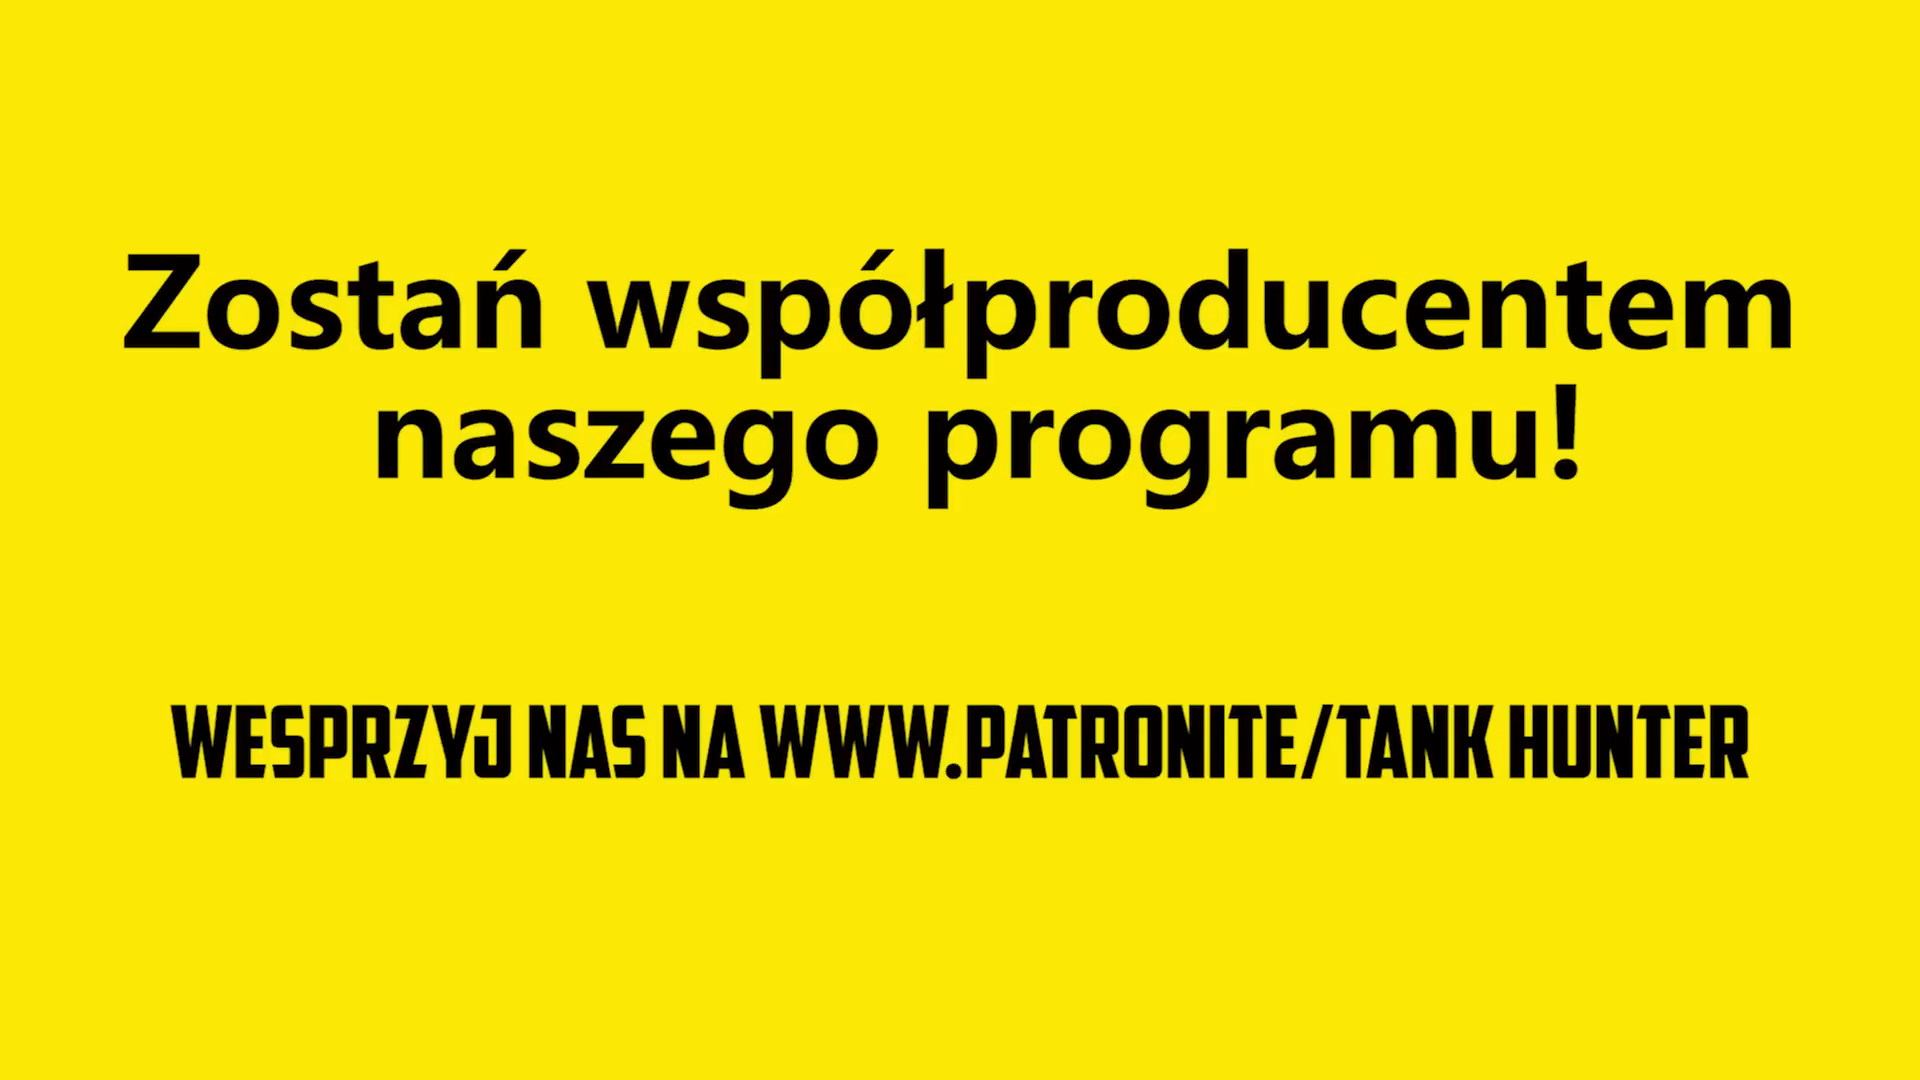 Zostań współproducentem
naszego programu!
WESPRZYJ NAS NA WWW.PATRONITE/TANK HUNTER